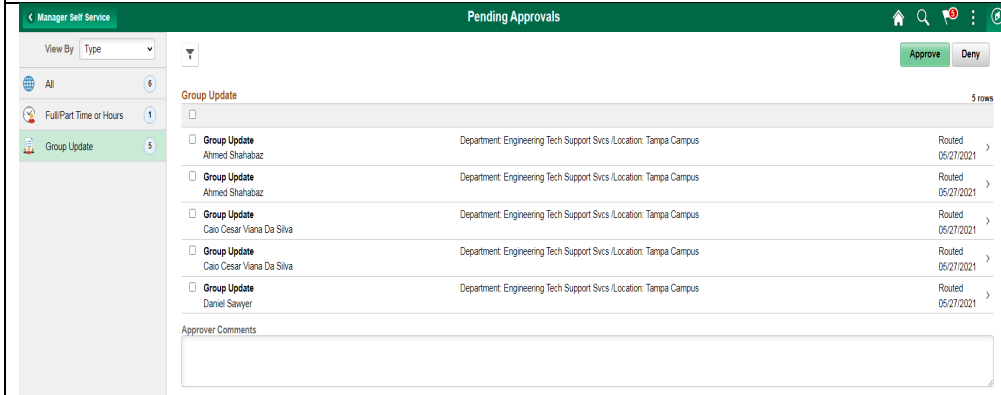 Manager Self Service
Pending Approvals
5
View By Type
All 6
Full/Part Time or Hours 1
Group Update 5
Approve Deny
Group Update
5 rows
Group Update
Ahmed Shahabaz
Department: Engineering Tech Support Svcs /Location: Tampa Campus
Routed
05/27/2021
Group Update
Ahmed Shahabaz
Department: Engineering Tech Support Svcs /Location: Tampa Campus
Routed
05/27/2021
Group Update
Caio Cesar Viana Da Silva
Department: Engineering Tech Support Svcs /Location: Tampa Campus
Routed
05/27/2021
Group Update
Caio Cesar Viana Da Silva
Department: Engineering Tech Support Svcs /Location: Tampa Campus
Routed
05/27/2021
Group Update
Daniel Sawyer
Department: Engineering Tech Support Svcs /Location: Tampa Campus
Routed
05/27/2021
Approver Comments